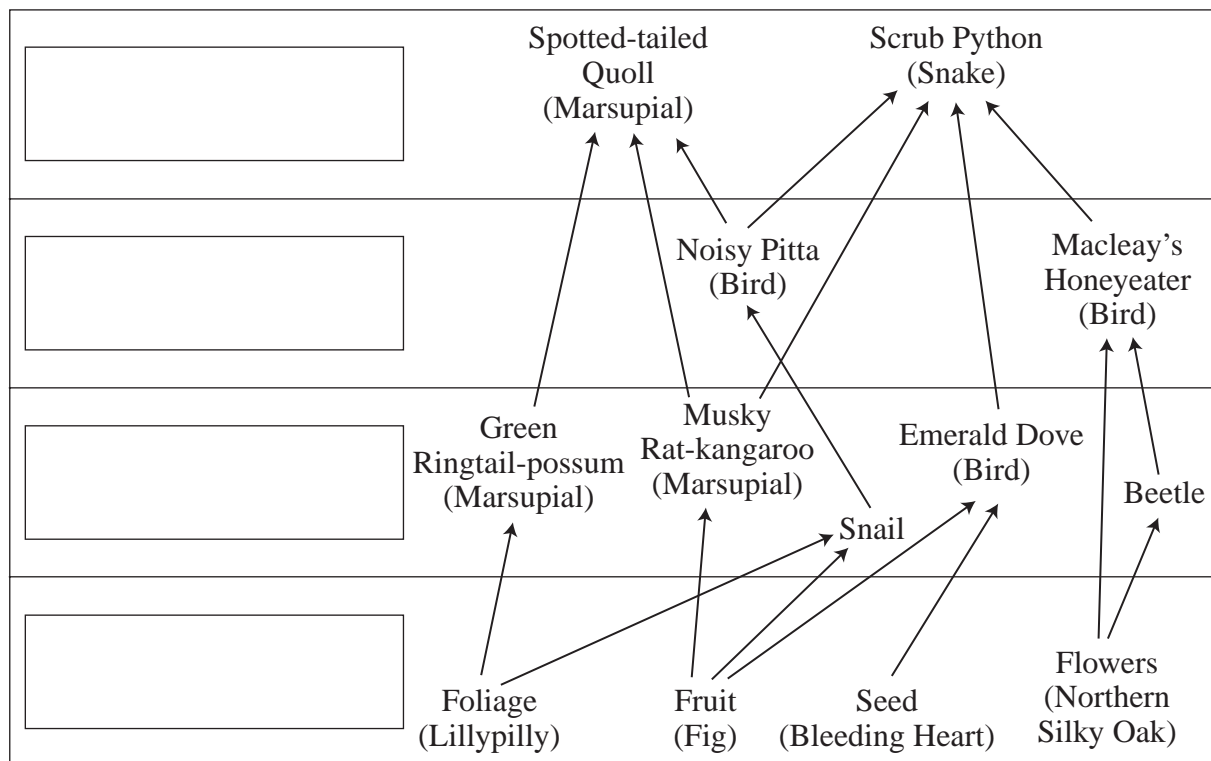 Spotted-tailed
Quoll
(Marsupial)
Scrub Python
(Snake)
Noisy Pitta
(Bird)
Macleay’s
Honeyeater
(Bird)
Green
Ringtail-possum
(Marsupial)
Musky
Rat-kangaroo
(Marsupial)
Snail
Emerald Dove
(Bird)
Beetle
Foliage
(Lillypilly)
Fruit
(Fig)
Seed
(Bleeding Heart)
Flowers
(Northern
Silky Oak)